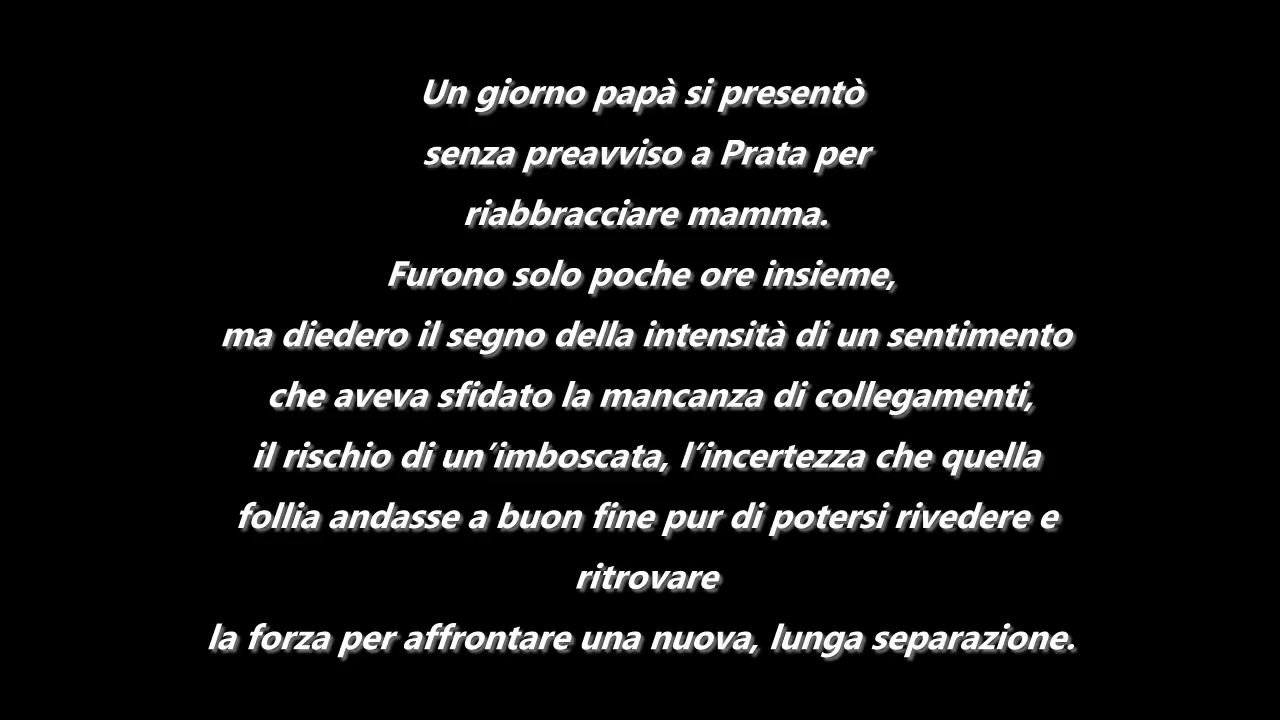 Un giorno papà si presentò
senza preavviso a Prata per
riabbracciare mamma.
Furono solo poche ore insieme,
ma diedero il segno della intensità di un sentimento
che aveva sfidato la mancanza di collegamenti,
il rischio di un’imboscata, l’incertezza che quella
follia andasse a buon fine pur di potersi rivedere e
ritrovare
la forza per affrontare una nuova, lunga separazione.